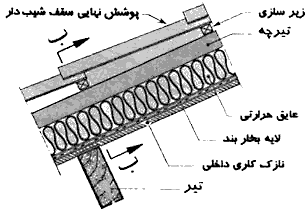 پوشش نهایی سقف شیب دار
زیر سازی
تیرچه
ب
عایق حرارتی
لایه بخار بند
نازک کاری داخلی
ب
تیر